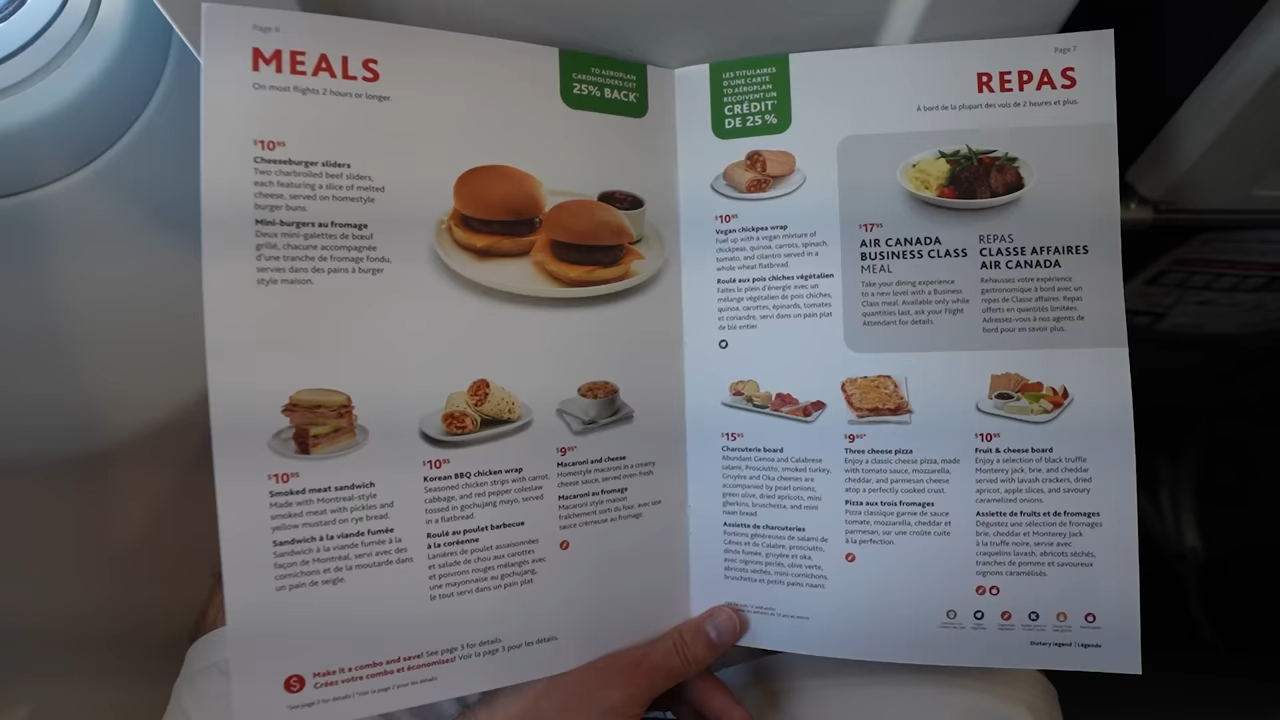 Page 6
MEALS
On most flights 2 hours or longer.
TO AEROPLAN
CARDHOLDERS GET
25% BACK†
$10 95
Cheeseburger sliders
Two charbroiled beef sliders,
each featuring a slice of melted
cheese, served on homestyle
burger buns.
Mini-burgers au fromage
Deux mini-galettes de bœuf
grillé, chacune accompagnée
d'une tranche de fromage fondu,
servies dans des pains à burger
style maison.
$10 95
Smoked meat sandwich
Made with Montreal-style
smoked meat with pickles and
yellow mustard on rye bread.
Sandwich à la viande fumée
Sandwich à la viande fumée à la
façon de Montréal, servi avec des
cornichons et de la moutarde dans
un pain de seigle.
$10 95
Korean BBQ chicken wrap
Seasoned chicken strips with carrot,
cabbage, and red pepper coleslaw
tossed in gochujang mayo, served
in a flatbread.
Roulé au poulet barbecue
à la coréenne
Lanières de poulet assaisonnées
et salade de chou aux carottes
et poivrons rouges mélangés avec
une mayonnaise au gochujang,
le tout servi dans un pain plat
$9 95*
Macaroni and cheese
Homestyle macaroni in a creamy
cheese sauce, served oven-fresh.
Macaroni au fromage
Macaroni style maison
fraîchement sorti du four, avec une
sauce crémeuse au fromage
$ Make it a combo and save! See page 3 for details.
Créez votre combo et économisez! Voir la page 3 pour les détails.
Page 7
LES TITULAIRES
D'UNE CARTE
TD AÉROPLAN
REÇOIVENT UN
CRÉDIT†
DE 25 %
REPAS
À bord de la plupart des vols de 2 heures et plus.
$10 95
Vegan chickpea wrap
Fuel up with a vegan mixture of
chickpeas, quinoa, carrots, spinach,
tomato, and cilantro served in a
whole wheat flatbread.
Roulé aux pois chiches végétalien
Faites le plein d'énergie avec un
mélange végétalien de pois chiches,
quinoa, carottes, épinards, tomates
et coriandre, servi dans un pain plat
de blé entier.
$17 95
AIR CANADA
BUSINESS CLASS
MEAL
Take your dining experience
to a new level with a Business
Class meal. Available only while
quantities last, ask your Flight
Attendant for details.
REPAS
CLASSE AFFAIRES
AIR CANADA
Rehaussez votre expérience
gastronomique à bord avec un
repas de Classe affaires. Repas
offerts en quantités limitées.
Adressez-vous à nos agents de
bord pour en savoir plus.
$15 95
Charcuterie board
Abundant Genoa and Calabrese
salami, Prosciutto, smoked turkey,
Gruyère and Oka cheeses are
accompanied by pearl onions,
green olive, dried apricots, mini
gherkins, bruschetta, and mini
naan bread.
Assiette de charcuteries
Portions généreuses de salami de
Gênes et de Calabre, prosciutto,
dinde fumée, gruyère et oka,
avec oignons perlés, olive verte,
abricots séchés, mini-cornichons,
bruschetta et petits pains naans.
$9 95*
Three cheese pizza
Enjoy a classic cheese pizza, made
with tomato sauce, mozzarella,
cheddar, and parmesan cheese
atop a perfectly cooked crust.
Pizza aux trois fromages
Pizza classique garnie de sauce
tomate, mozzarella, cheddar et
parmesan, sur une croûte cuite
à la perfection.
$10 95
Fruit & cheese board
Enjoy a selection of black truffle
Monterey jack, brie, and cheddar
served with lavash crackers, dried
apricot, apple slices, and savoury
caramelized onions.
Assiette de fruits et de fromages
Dégustez une sélection de fromages
brie, cheddar et Monterey Jack
à la truffe noire, servie avec
craquelins lavash, abricots séchés,
tranches de pomme et savoureux
oignons caramélisés.
Dietary legend | Légende